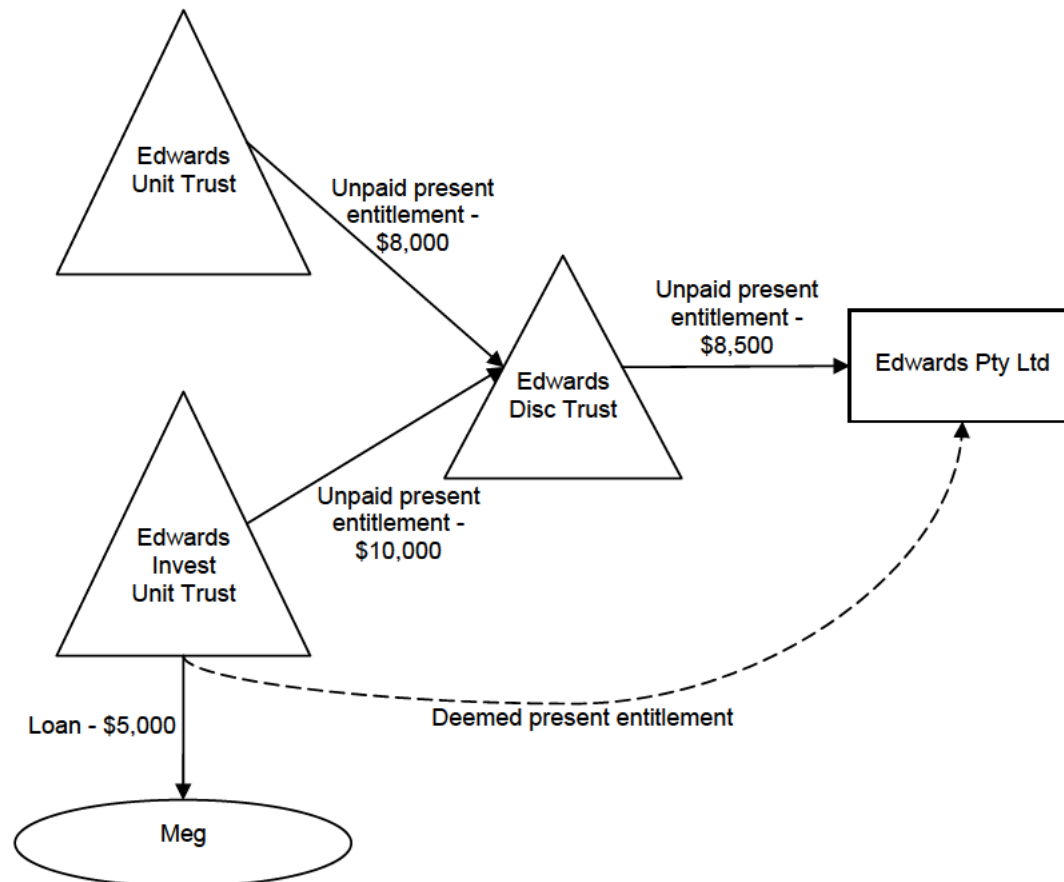 Edwards
Unit Trust
Unpaid present
entitlement -
$8,000
Unpaid present
entitlement -
$8,500
Edwards Pty Ltd
Edwards
Disc Trust
Unpaid present
entitlement -
$10,000
Edwards
Invest
Unit Trust
Loan - $5,000
Deemed present entitlement
Meg